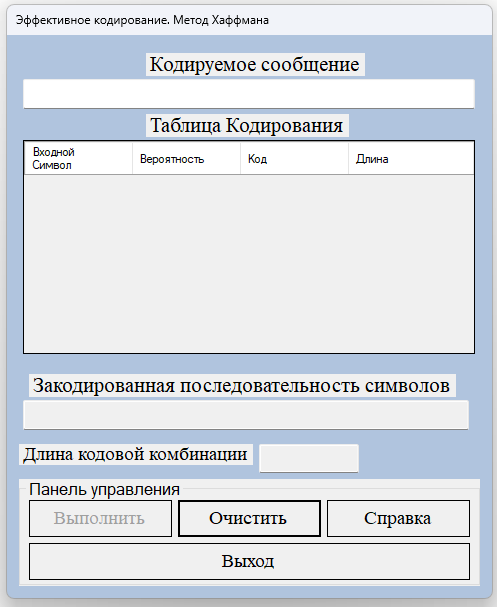 Эффективное кодирование. Метод Хаффмана
Кодируемое сообщение
Таблица Кодирования
Входной
Символ
Вероятность
Код
Длина
Закодированная последовательность символов
Длина кодовой комбинации
Панель управления
Выполнить
Очистить
Справка
Выход